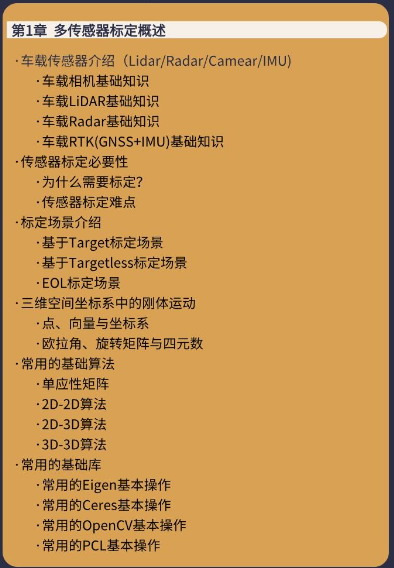 第1章 多传感器标定概述
·车载传感器介绍（Lidar/Radar/Camear/IMU)
·车载相机基础知识
·车载LiDAR基础知识
·车载Radar基础知识
·车载RTK(GNSS+IMU)基础知识
·传感器标定必要性
·为什么需要标定？
·传感器标定难点
·标定场景介绍
·基于Target标定场景
·基于Targetless标定场景
·EOL标定场景
·三维空间坐标系中的刚体运动
·点、向量与坐标系
·欧拉角、旋转矩阵与四元数
·常用的基础算法
·单应性矩阵
·2D-2D算法
·2D-3D算法
·3D-3D算法
·常用的基础库
·常用的Eigen基本操作
·常用的Ceres基本操作
·常用的OpenCV基本操作
·常用的PCL基本操作